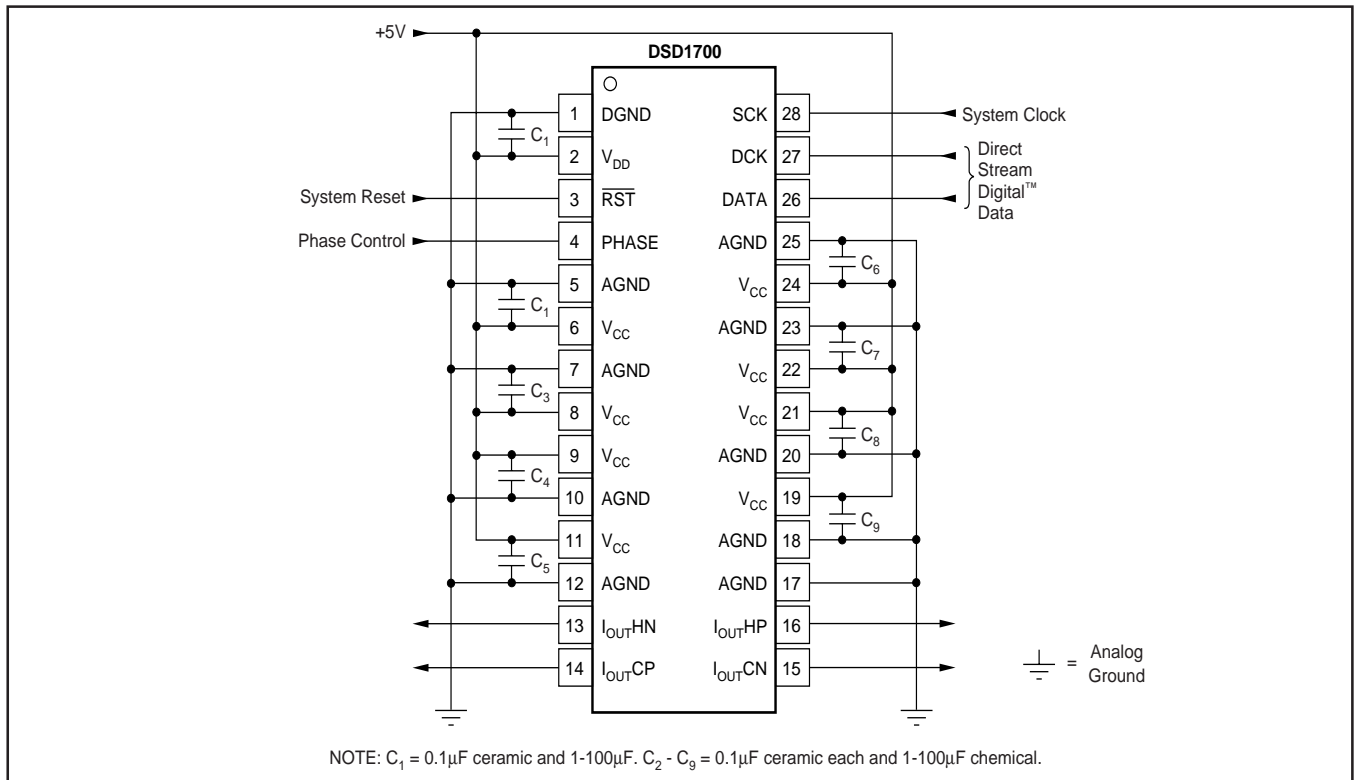 +5V
DSD1700
1 DGND
2 VDD
3 RST
4 PHASE
5 AGND
6 VCC
7 AGND
8 VCC
9 VCC
10 AGND
11 VCC
12 AGND
13 IOUTHN
14 IOUTCP
SCK 28
DCK 27
DATA 26
AGND 25
VCC 24
AGND 23
VCC 22
VCC 21
AGND 20
VCC 19
AGND 18
AGND 17
IOUTHP 16
IOUTCN 15
System Reset
Phase Control
C1
C1
C3
C4
C5
C6
C7
C8
C9
System Clock
Direct
Stream
Digital™
Data
= Analog
Ground
NOTE: C1 = 0.1µF ceramic and 1-100µF. C2 - C9 = 0.1µF ceramic each and 1-100µF chemical.